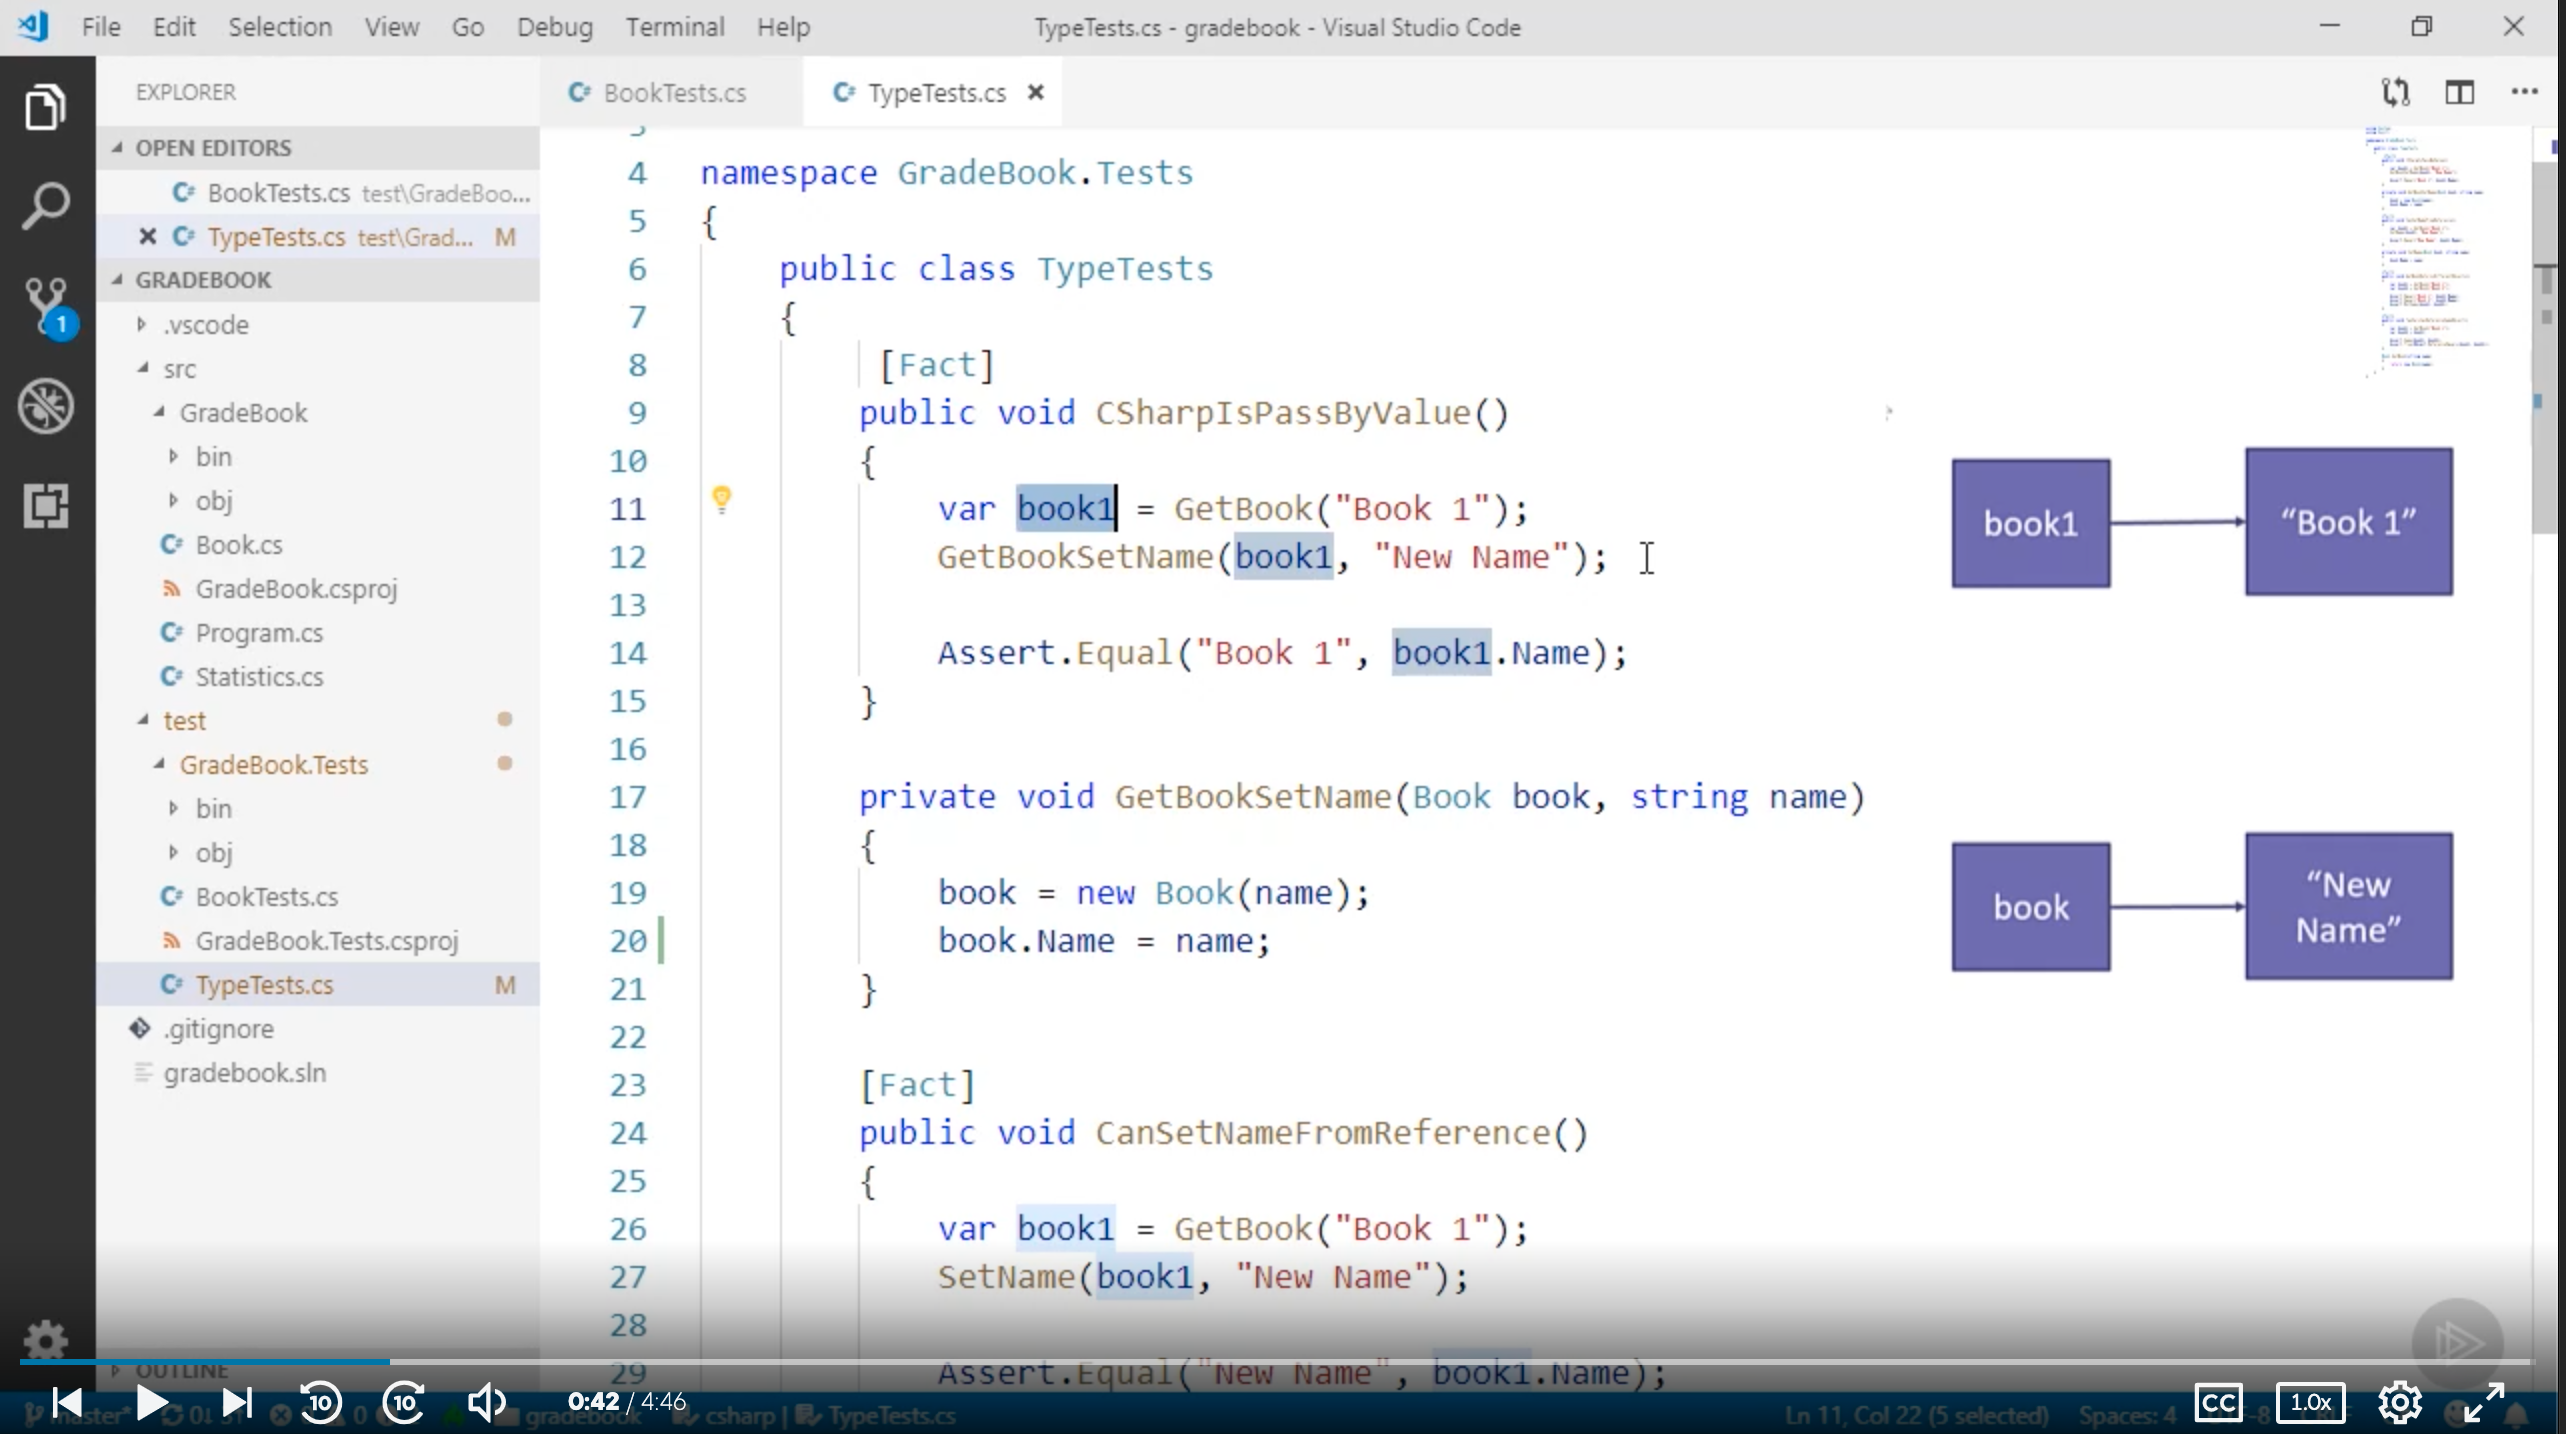 File Edit Selection View Go Debug Terminal Help
TypeTests.cs - gradebook - Visual Studio Code
EXPLORER
OPEN EDITORS
BookTests.cs test\GradeBoo...
TypeTests.cs test\Grad... M
GRADEBOOK
.vscode
src
GradeBook
bin
obj
Book.cs
GradeBook.csproj
Program.cs
Statistics.cs
test
GradeBook.Tests
bin
obj
BookTests.cs
GradeBook.Tests.csproj
TypeTests.cs M
.gitignore
gradebook.sln
OUTLINE
1
BookTests.cs
TypeTests.cs
4 namespace GradeBook.Tests
5 {
6 public class TypeTests
7 {
8 [Fact]
9 public void CSharpIsPassByValue()
10 {
11 var book1 = GetBook("Book 1");
12 GetBookSetName(book1, "New Name");
13
14 Assert.Equal("Book 1", book1.Name);
15 }
16
17 private void GetBookSetName(Book book, string name)
18 {
19 book = new Book(name);
20 book.Name = name;
21 }
22
23 [Fact]
24 public void CanSetNameFromReference()
25 {
26 var book1 = GetBook("Book 1");
27 SetName(book1, "New Name");
28
29 Assert.Equal("New Name", book1.Name);
book1
“Book 1”
book
“New
Name”
10 10 0:42 / 4:46 CC 1.0x
master* gradebook csharp | TypeTests.cs Ln 11, Col 22 (5 selected) Spaces: 4